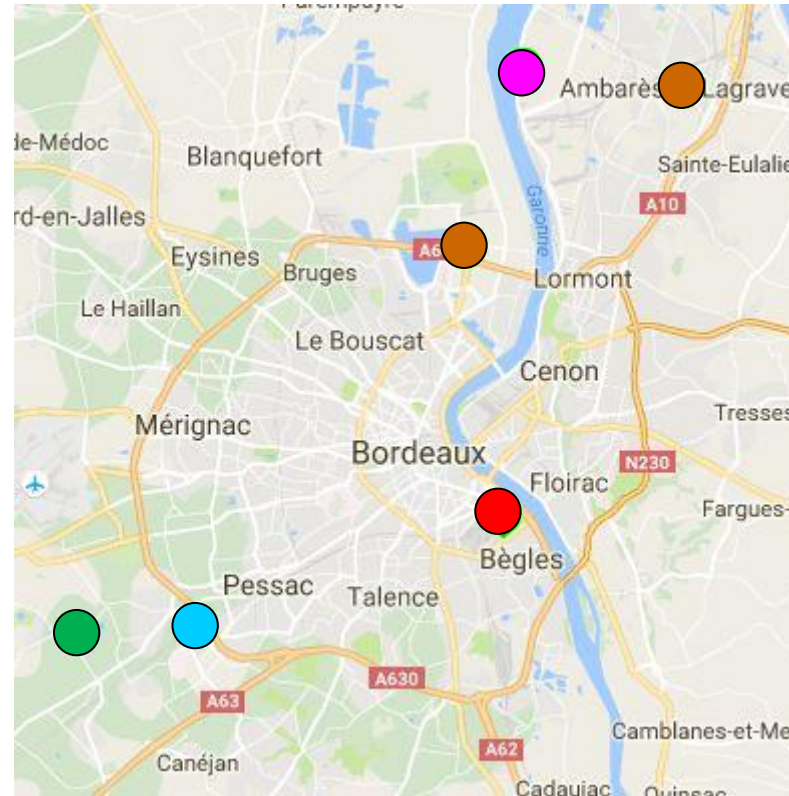 Parempuyre
Ambarès Lagrave
de-Médoc
Blanquefort
Sainte-Eulalie
rd-en-Jalles
A10
Garonne
Eysines
A6
Bruges
Lormont
Le Haillan
Le Bouscat
Cenon
Mérignac
Tresses
Bordeaux
N230
Floirac
Fargues-
Bègles
Pessac
Talence
A630
A63
Camblanes-et-Me
A62
Canéjan
Cadaujac
Quinsac